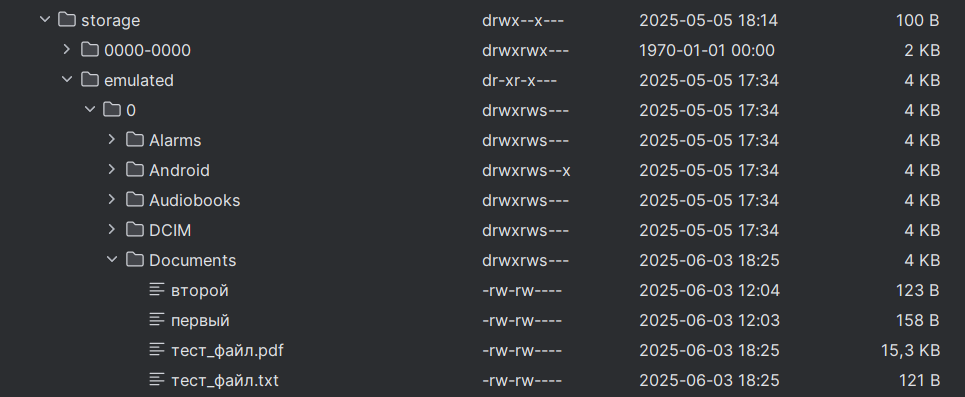 storage drwx--x--- 2025-05-05 18:14 100 B
0000-0000 drwxrwx--- 1970-01-01 00:00 2 KB
emulated dr-xr-x--- 2025-05-05 17:34 4 KB
0 drwxrws--- 2025-05-05 17:34 4 KB
Alarms drwxrws--- 2025-05-05 17:34 4 KB
Android drwxrws--x 2025-05-05 17:34 4 KB
Audiobooks drwxrws--- 2025-05-05 17:34 4 KB
DCIM drwxrws--- 2025-05-05 17:34 4 KB
Documents drwxrws--- 2025-06-03 18:25 4 KB
второй -rw-rw---- 2025-06-03 12:04 123 B
первый -rw-rw---- 2025-06-03 12:03 158 B
тест_файл.pdf -rw-rw---- 2025-06-03 18:25 15,3 KB
тест_файл.txt -rw-rw---- 2025-06-03 18:25 121 B